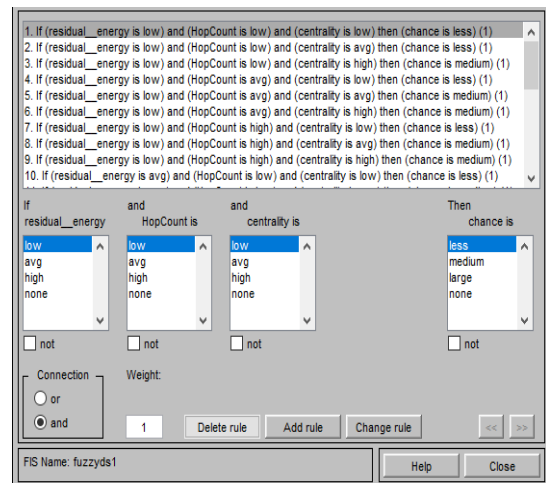 1. If (residual__energy is low) and (HopCount is low) and (centrality is low) then (chance is less) (1)
2. If (residual__energy is low) and (HopCount is low) and (centrality is avg) then (chance is less) (1)
3. If (residual__energy is low) and (HopCount is low) and (centrality is high) then (chance is medium) (1)
4. If (residual__energy is low) and (HopCount is avg) and (centrality is low) then (chance is less) (1)
5. If (residual__energy is low) and (HopCount is avg) and (centrality is avg) then (chance is medium) (1)
6. If (residual__energy is low) and (HopCount is avg) and (centrality is high) then (chance is medium) (1)
7. If (residual__energy is low) and (HopCount is high) and (centrality is low) then (chance is less) (1)
8. If (residual__energy is low) and (HopCount is high) and (centrality is avg) then (chance is medium) (1)
9. If (residual__energy is low) and (HopCount is high) and (centrality is high) then (chance is medium) (1)
10. If (residual__energy is avg) and (HopCount is low) and (centrality is low) then (chance is less) (1)
If and and Then
residual__energy HopCount is centrality is chance is
low low low less
avg avg avg medium
high high high large
none none none none
not not not not
Connection Weight:
or
and 1 Delete rule Add rule Change rule << >>
FIS Name: fuzzyds1 Help Close